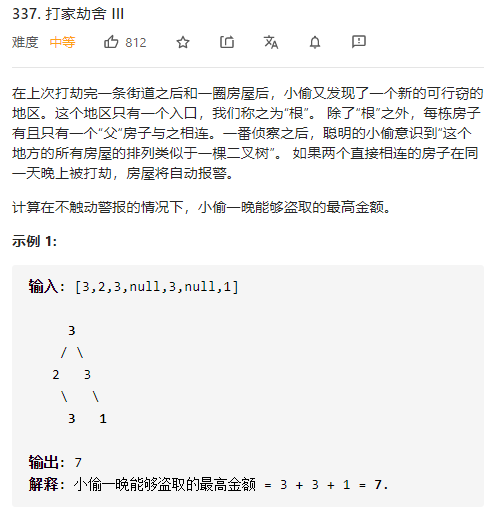 337. 打家劫舍 III
难度 中等 812
在上次打劫完一条街道之后和一圈房屋后，小偷又发现了一个新的可行窃的
地区。这个地区只有一个入口，我们称之为“根”。 除了“根”之外，每栋房子
有且只有一个“父“房子与之相连。一番侦察之后，聪明的小偷意识到“这个
地方的所有房屋的排列类似于一棵二叉树”。 如果两个直接相连的房子在同
一天晚上被打劫，房屋将自动报警。
计算在不触动警报的情况下，小偷一晚能够盗取的最高金额。
示例 1:
输入: [3,2,3,null,3,null,1]
3
/ \
2 3
\ \
3 1
输出: 7
解释: 小偷一晚能够盗取的最高金额 = 3 + 3 + 1 = 7.